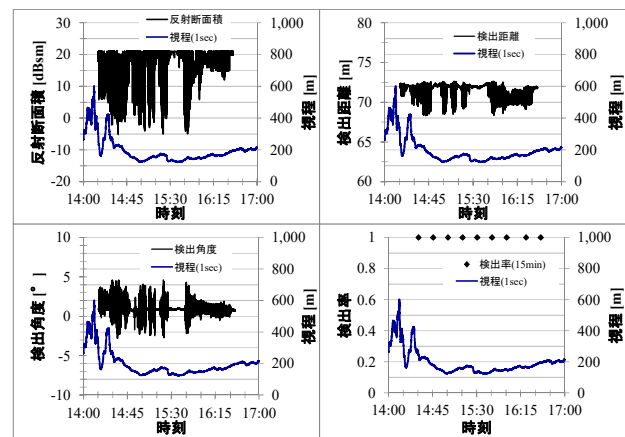 反射断面積
視程(1sec)
30
20
10
0
-10
-20
反射断面積 [dBsm]
1,000
800
600
400
200
0
視程 [m]
14:00 14:45 15:30 16:15 17:00
時刻
検出距離
視程(1sec)
80
75
70
65
60
検出距離 [m]
1,000
800
600
400
200
0
視程 [m]
14:00 14:45 15:30 16:15 17:00
時刻
検出角度
視程(1sec)
10
5
0
-5
-10
検出角度 [°]
1,000
800
600
400
200
0
視程 [m]
14:00 14:45 15:30 16:15 17:00
時刻
検出率(15min)
視程(1sec)
1
0.8
0.6
0.4
0.2
0
検出率
1,000
800
600
400
200
0
視程 [m]
14:00 14:45 15:30 16:15 17:00
時刻